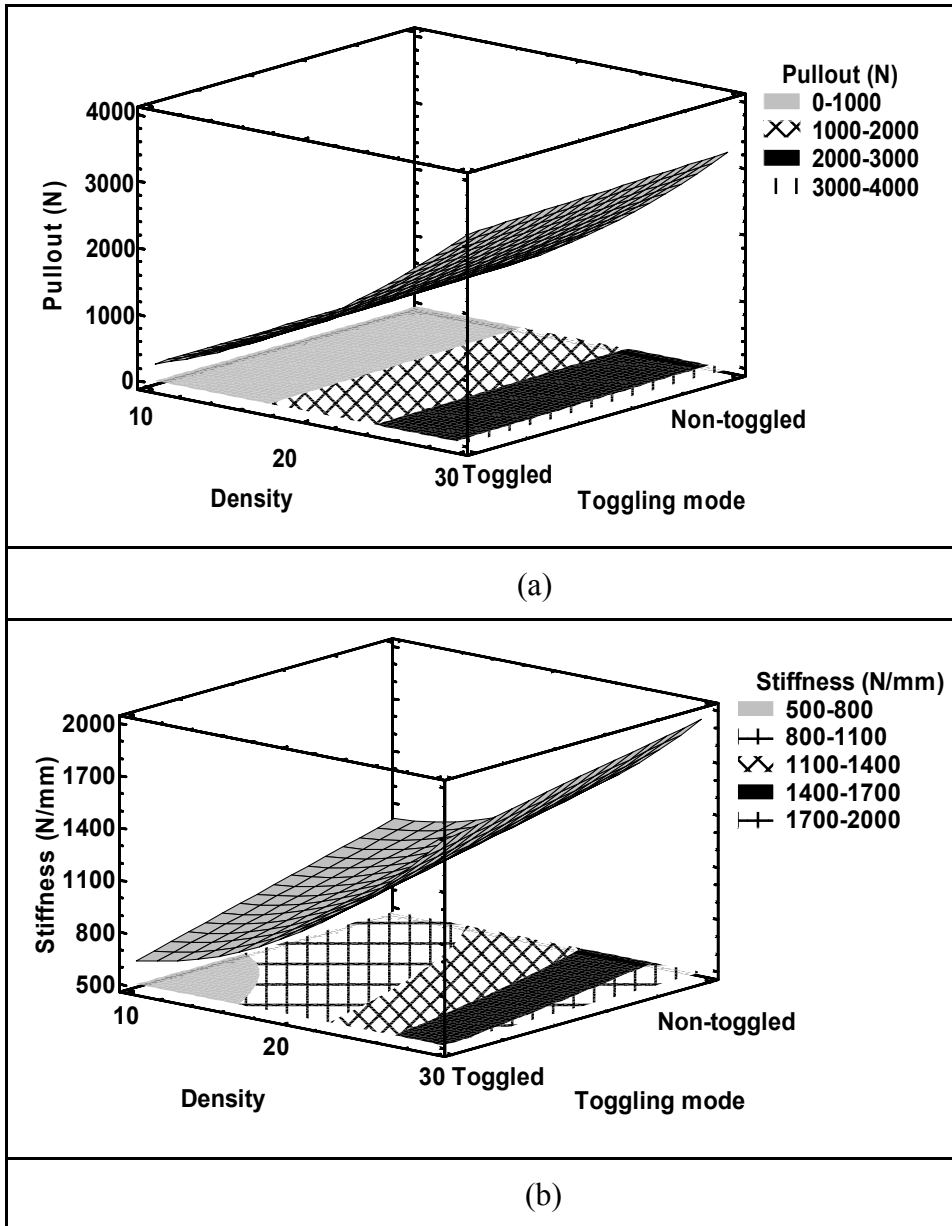 Pullout (N)
0-1000
1000-2000
2000-3000
3000-4000
4000
3000
2000
1000
0
Pullout (N)
10
20
30
Density
Toggled
Non-toggled
Toggling mode
(a)
Stiffness (N/mm)
500-800
800-1100
1100-1400
1400-1700
1700-2000
2000
1700
1400
1100
800
500
Stiffness (N/mm)
10
20
30
Density
Toggled
Non-toggled
Toggling mode
(b)